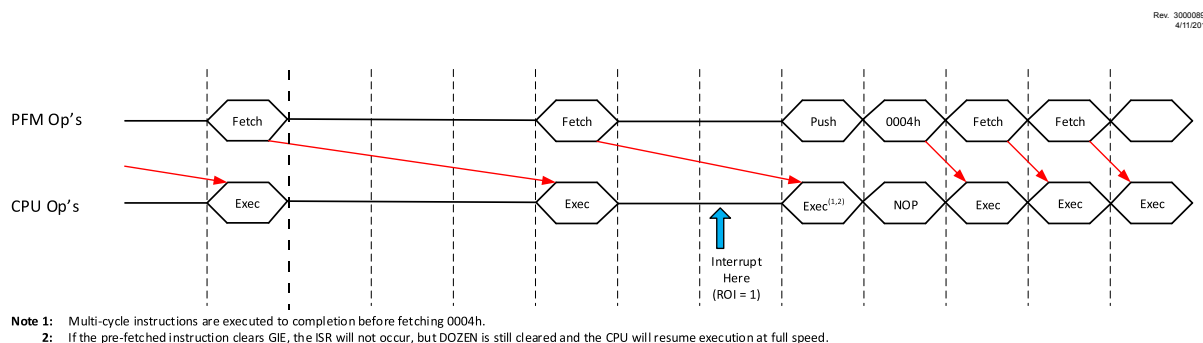 Rev. 3000089
4/11/201
PFM Op's
Fetch
Fetch
Push
0004h
Fetch
Fetch
CPU Op's
Exec
Exec
Exec(1,2)
NOP
Exec
Exec
Exec
Interrupt
Here
(ROI = 1)
Note 1: Multi-cycle instructions are executed to completion before fetching 0004h.
2: If the pre-fetched instruction clears GIE, the ISR will not occur, but DOZEN is still cleared and the CPU will resume execution at full speed.